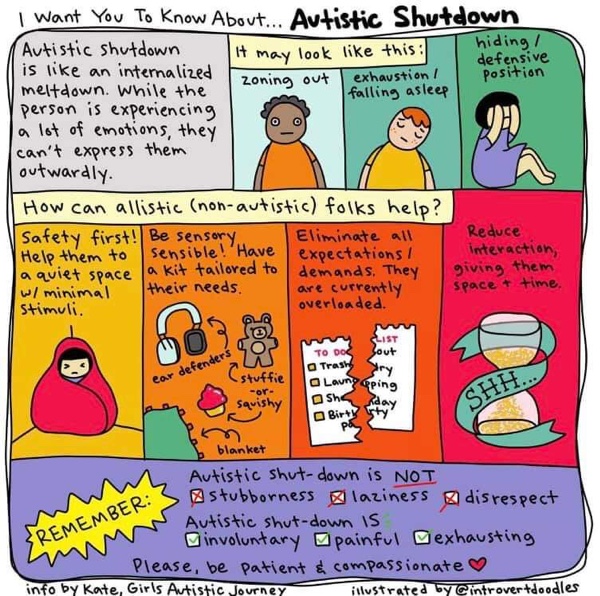 I Want You To Know About... Autistic Shutdown
Autistic shutdown
is like an internalized
meltdown. While the
person is experiencing
a lot of emotions, they
can't express them
outwardly.
It may look like this:
zoning out
exhaustion/
falling asleep
hiding/
defensive
position
How can allistic (non-autistic) folks help?
Safety first!
Help them to
a quiet space
w/ minimal
stimuli.
Be sensory
sensible! Have
a kit tailored to
their needs.
ear defenders
stuffie
-or-
squishy
blanket
Eliminate all
expectations/
demands. They
are currently
overloaded.
TO DO LIST
Trash out
Laun dry
Sh pping
Birth day
pa rty
Reduce
interaction,
giving them
space + time.
SHH...
REMEMBER:
Autistic shut-down is NOT
stubborness laziness disrespect
Autistic shut-down IS:
involuntary painful exhausting
Please, be patient & compassionate
info by Kate, Girls Autistic Journey
illustrated by @introvertdoodles